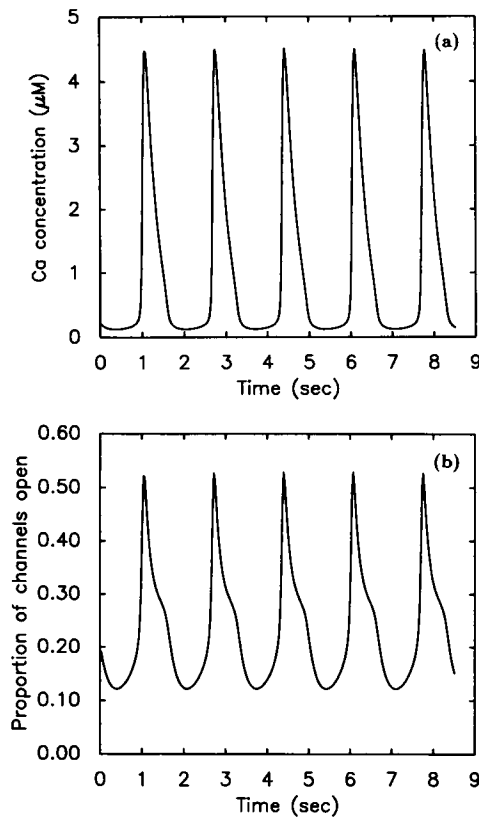 (a)
Ca concentration (μM)
5
4
3
2
1
0
0 1 2 3 4 5 6 7 8 9
Time (sec)
(b)
Proportion of channels open
0.60
0.50
0.40
0.30
0.20
0.10
0.00
0 1 2 3 4 5 6 7 8 9
Time (sec)